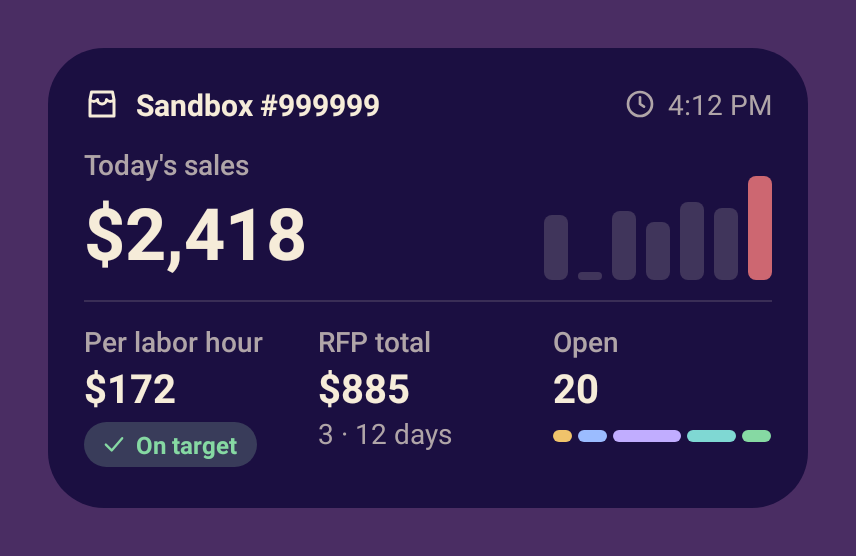 Sandbox #999999
4:12 PM
Today's sales
$2,418
Per labor hour
$172
On target
RFP total
$885
3 · 12 days
Open
20